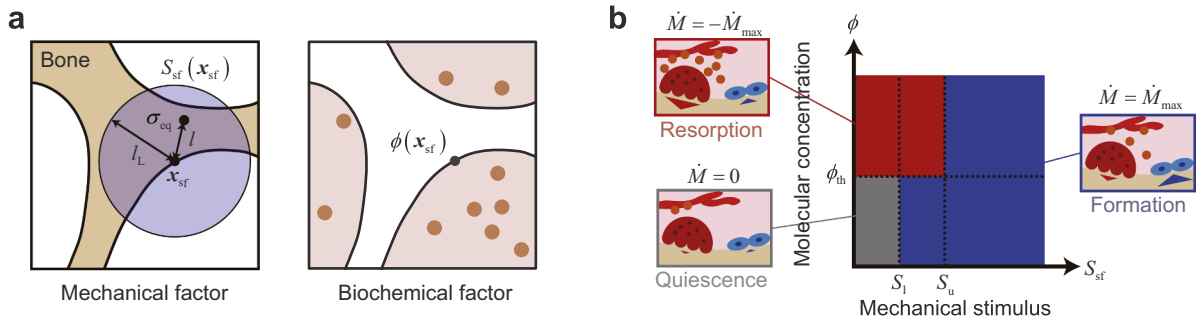 a
Bone
S_sf (x_sf)
σ_eq
l
l_L
x_sf
Mechanical factor
ϕ(x_sf)
Biochemical factor
b
Ṁ = −Ṁ_max
Resorption
Ṁ = 0
Quiescence
Molecular concentration
ϕ
ϕ_th
S_l
S_u
S_sf
Mechanical stimulus
Ṁ = Ṁ_max
Formation